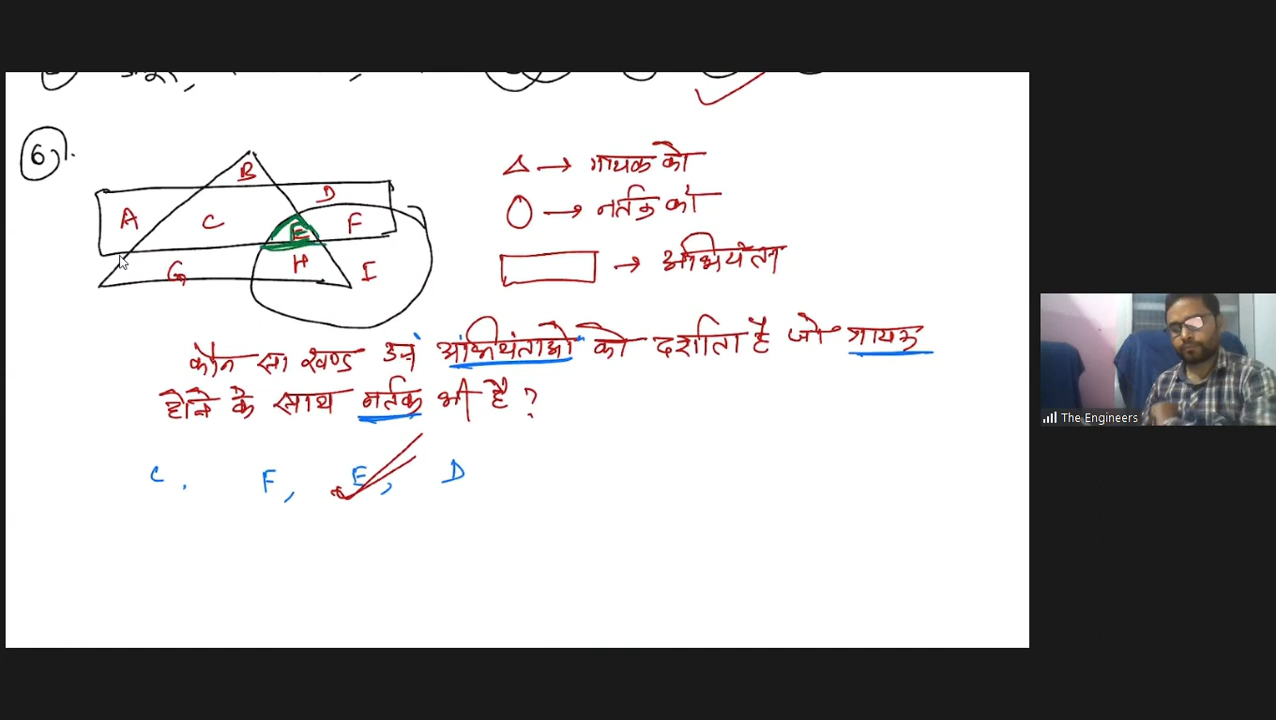 6).
B
A C D
E F
G H I
△ → गायक को
○ → नर्तक को
▭ → अभियंता
कौन सा खण्ड उन अभियंताओ को दर्शाता है जो गायक
होने के साथ नर्तक भी है ?
C. F, E, D
The Engineers